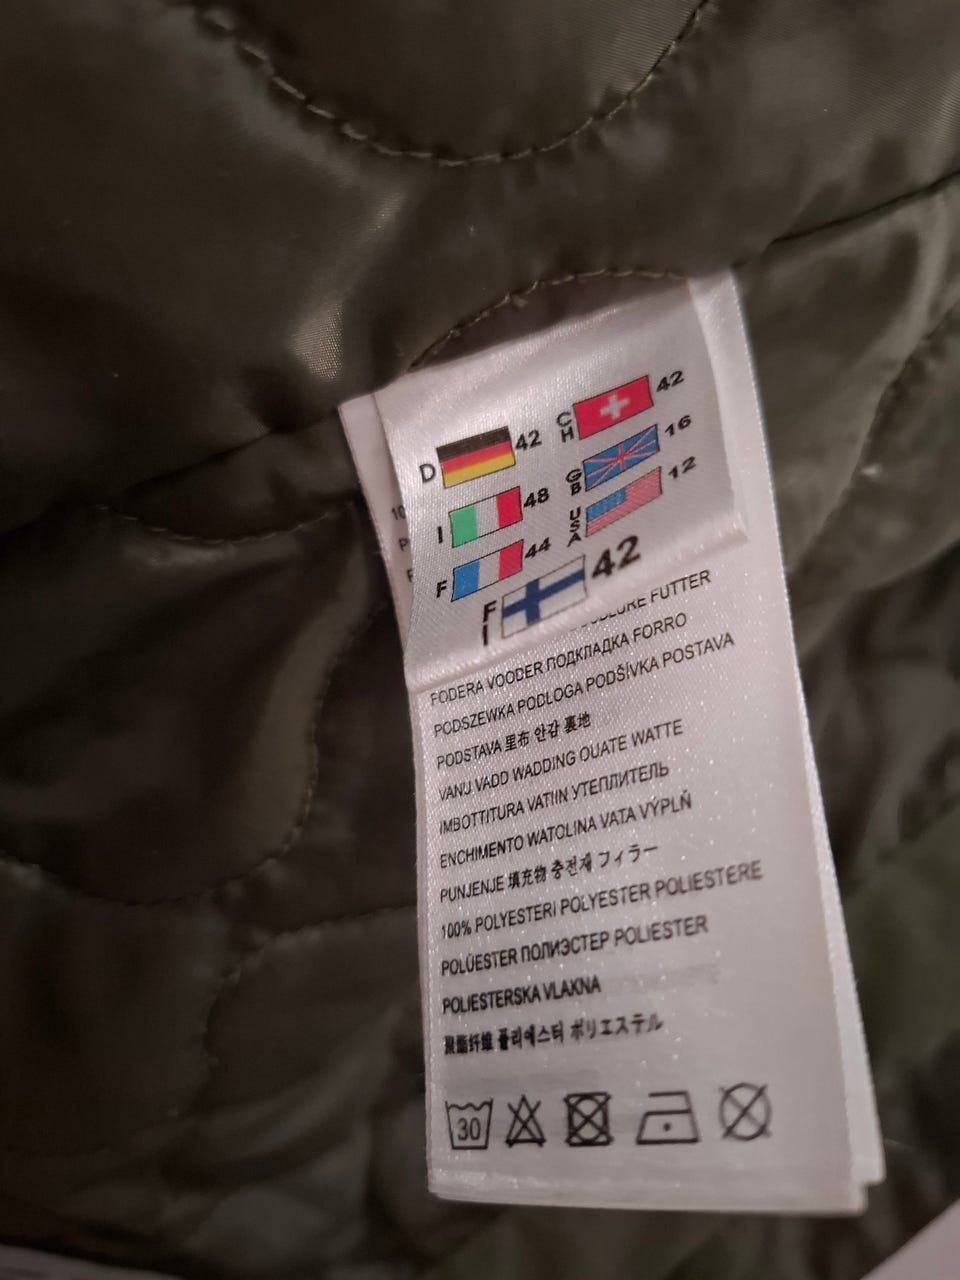 D 42
CH 42
I 48
GB 16
F 44
USA 12
FI 42
FUTTER
FODERA VOODER ПОДКЛАДКА FORRO
PODSZEWKA PODLOGA PODŠÍVKA POSTAVA
PODSTAVA 里布 안감 裏地
VANU VADD WADDING OUATE WATTE
IMBOTTITURA VATIIN УТЕПЛИТЕЛЬ
ENCHIMENTO WATOLINA VATA VÝPLŇ
PUNJENJE 填充物 충전재 フィラー
100% POLYESTERI POLYESTER POLIESTERE
POLÜESTER ПОЛИЭСТЕР POLIESTER
POLIESTERSKA VLAKNA
聚酯纤维 폴리에스터 ポリエステル
30